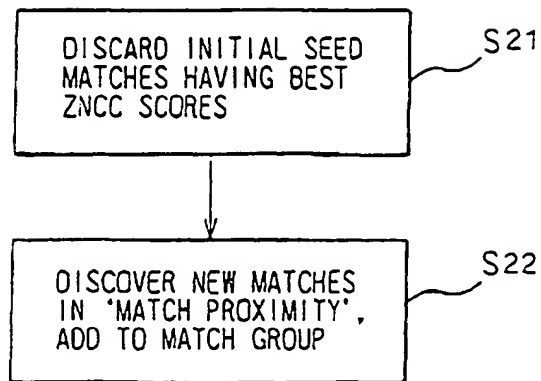 DISCARD INITIAL SEED
MATCHES HAVING BEST
ZNCC SCORES
S21
DISCOVER NEW MATCHES
IN 'MATCH PROXIMITY',
ADD TO MATCH GROUP
S22